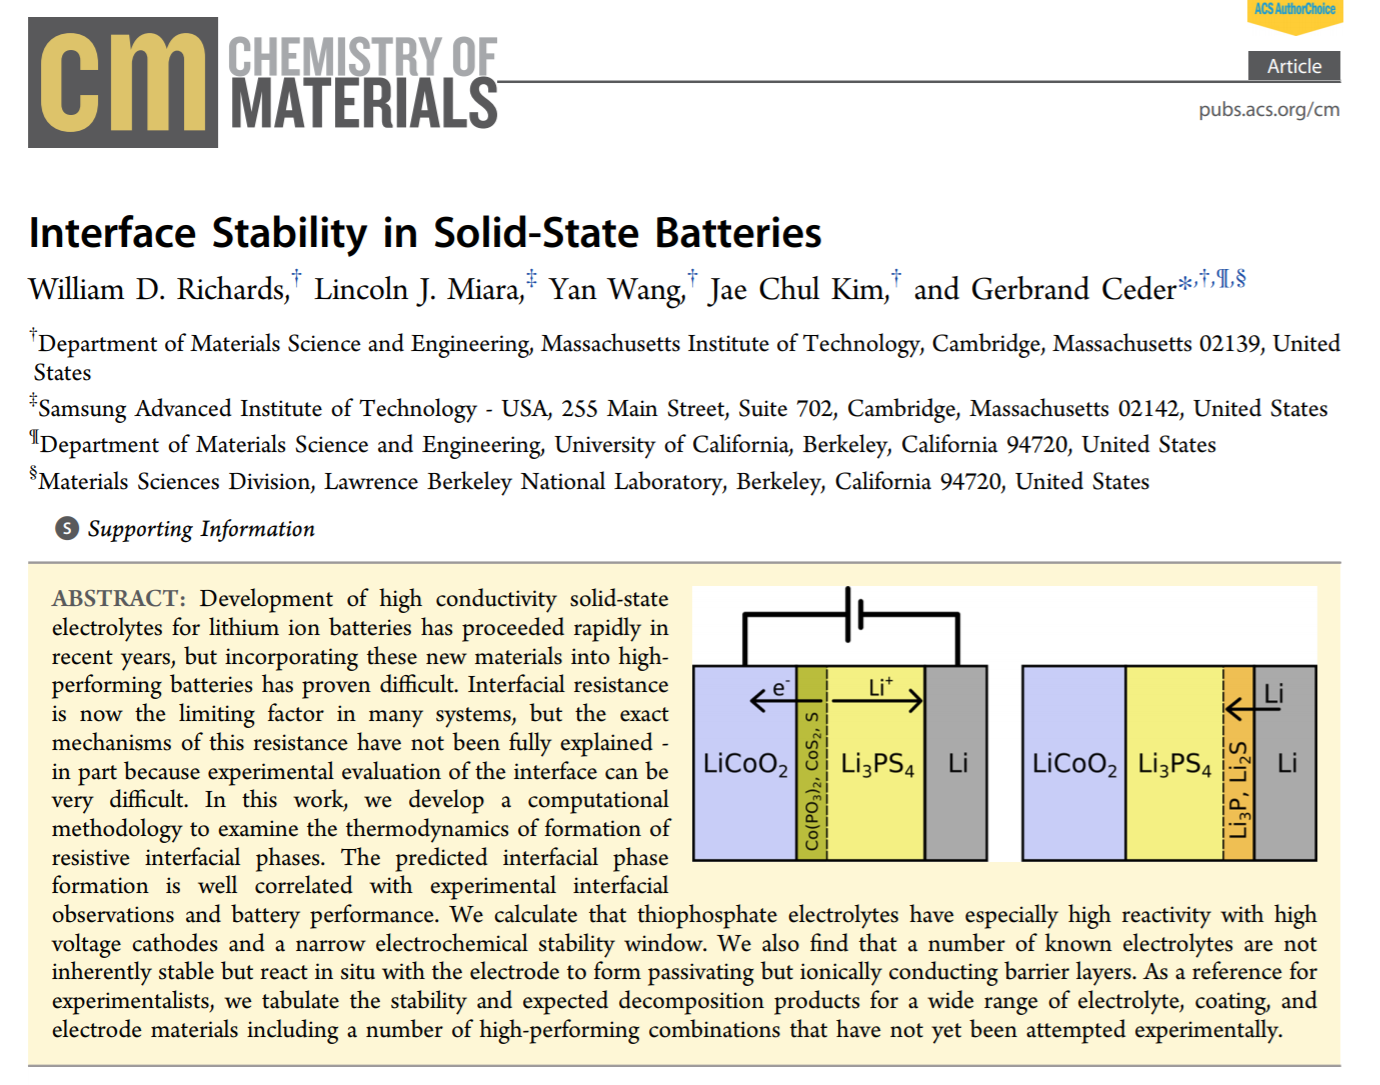 ACS AuthorChoice
cm
CHEMISTRY OF
MATERIALS
Article
pubs.acs.org/cm
Interface Stability in Solid-State Batteries
William D. Richards,† Lincoln J. Miara,‡ Yan Wang,† Jae Chul Kim,† and Gerbrand Ceder*,†,¶,§
†Department of Materials Science and Engineering, Massachusetts Institute of Technology, Cambridge, Massachusetts 02139, United
States
‡Samsung Advanced Institute of Technology - USA, 255 Main Street, Suite 702, Cambridge, Massachusetts 02142, United States
¶Department of Materials Science and Engineering, University of California, Berkeley, California 94720, United States
§Materials Sciences Division, Lawrence Berkeley National Laboratory, Berkeley, California 94720, United States
S Supporting Information
ABSTRACT: Development of high conductivity solid-state
electrolytes for lithium ion batteries has proceeded rapidly in
recent years, but incorporating these new materials into high-
performing batteries has proven difficult. Interfacial resistance
is now the limiting factor in many systems, but the exact
mechanisms of this resistance have not been fully explained -
in part because experimental evaluation of the interface can be
very difficult. In this work, we develop a computational
methodology to examine the thermodynamics of formation of
resistive interfacial phases. The predicted interfacial phase
formation is well correlated with experimental interfacial
observations and battery performance. We calculate that thiophosphate electrolytes have especially high reactivity with high
voltage cathodes and a narrow electrochemical stability window. We also find that a number of known electrolytes are not
inherently stable but react in situ with the electrode to form passivating but ionically conducting barrier layers. As a reference for
experimentalists, we tabulate the stability and expected decomposition products for a wide range of electrolyte, coating, and
electrode materials including a number of high-performing combinations that have not yet been attempted experimentally.
e⁻
Li⁺
LiCoO₂
Co(PO₃)₂, CoS₂, S
Li₃PS₄
Li
LiCoO₂
Li₃PS₄
Li₃P, Li₂S
Li
Li